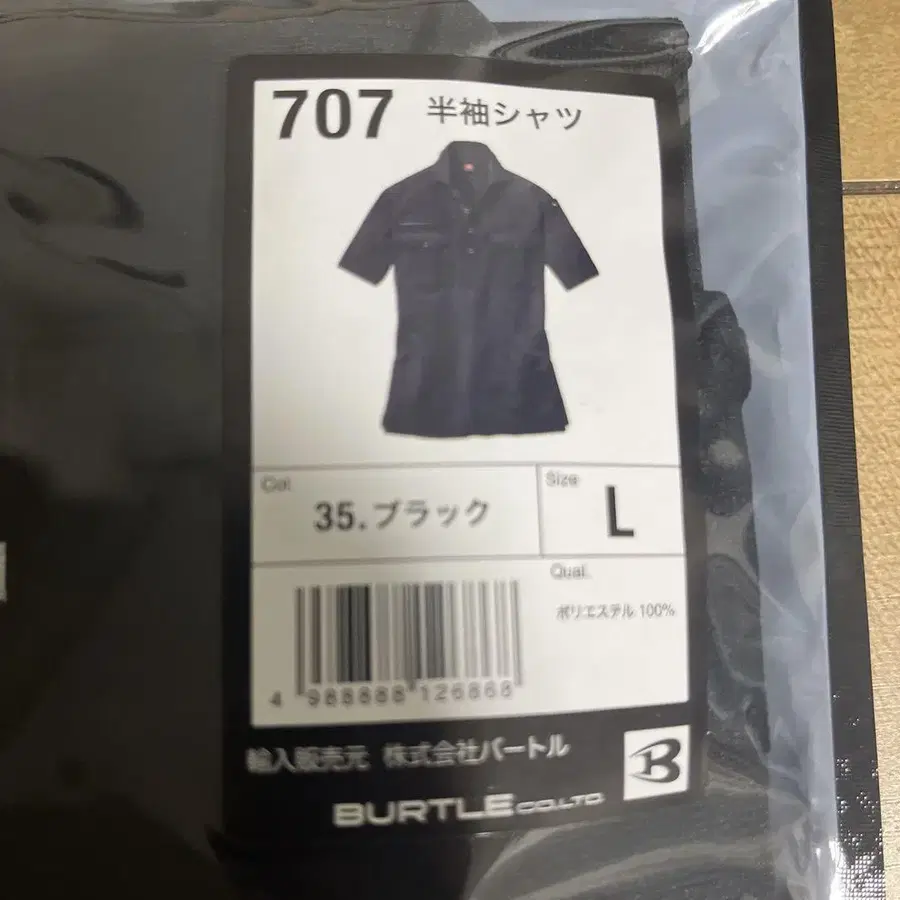 707 半袖シャツ
Col
35.ブラック
Size
L
Qual.
ポリエステル 100%
4 988888 126868
輸入販売元 株式会社バートル
B
BURTLE CO.,LTD